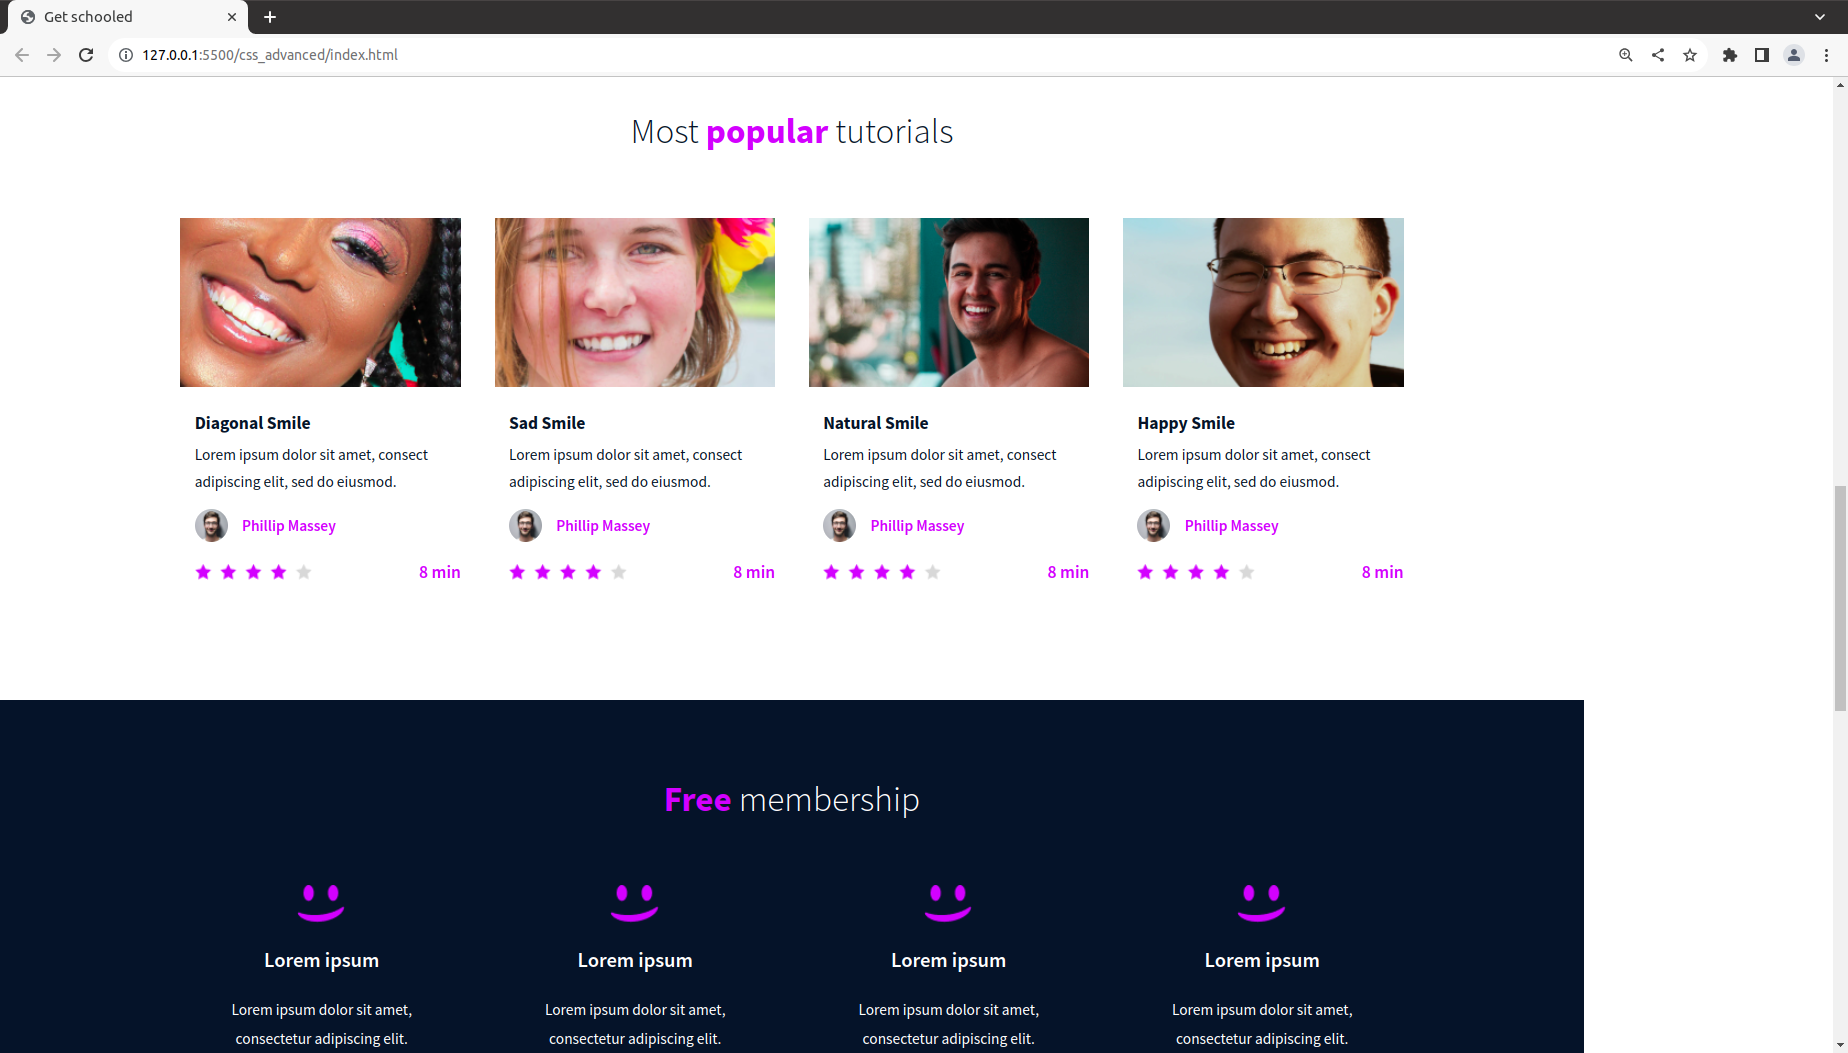 Get schooled
127.0.0.1:5500/css_advanced/index.html
Most popular tutorials
Diagonal Smile
Lorem ipsum dolor sit amet, consect
adipiscing elit, sed do eiusmod.
Phillip Massey
8 min
Sad Smile
Lorem ipsum dolor sit amet, consect
adipiscing elit, sed do eiusmod.
Phillip Massey
8 min
Natural Smile
Lorem ipsum dolor sit amet, consect
adipiscing elit, sed do eiusmod.
Phillip Massey
8 min
Happy Smile
Lorem ipsum dolor sit amet, consect
adipiscing elit, sed do eiusmod.
Phillip Massey
8 min
Free membership
Lorem ipsum
Lorem ipsum dolor sit amet,
consectetur adipiscing elit.
Lorem ipsum
Lorem ipsum dolor sit amet,
consectetur adipiscing elit.
Lorem ipsum
Lorem ipsum dolor sit amet,
consectetur adipiscing elit.
Lorem ipsum
Lorem ipsum dolor sit amet,
consectetur adipiscing elit.